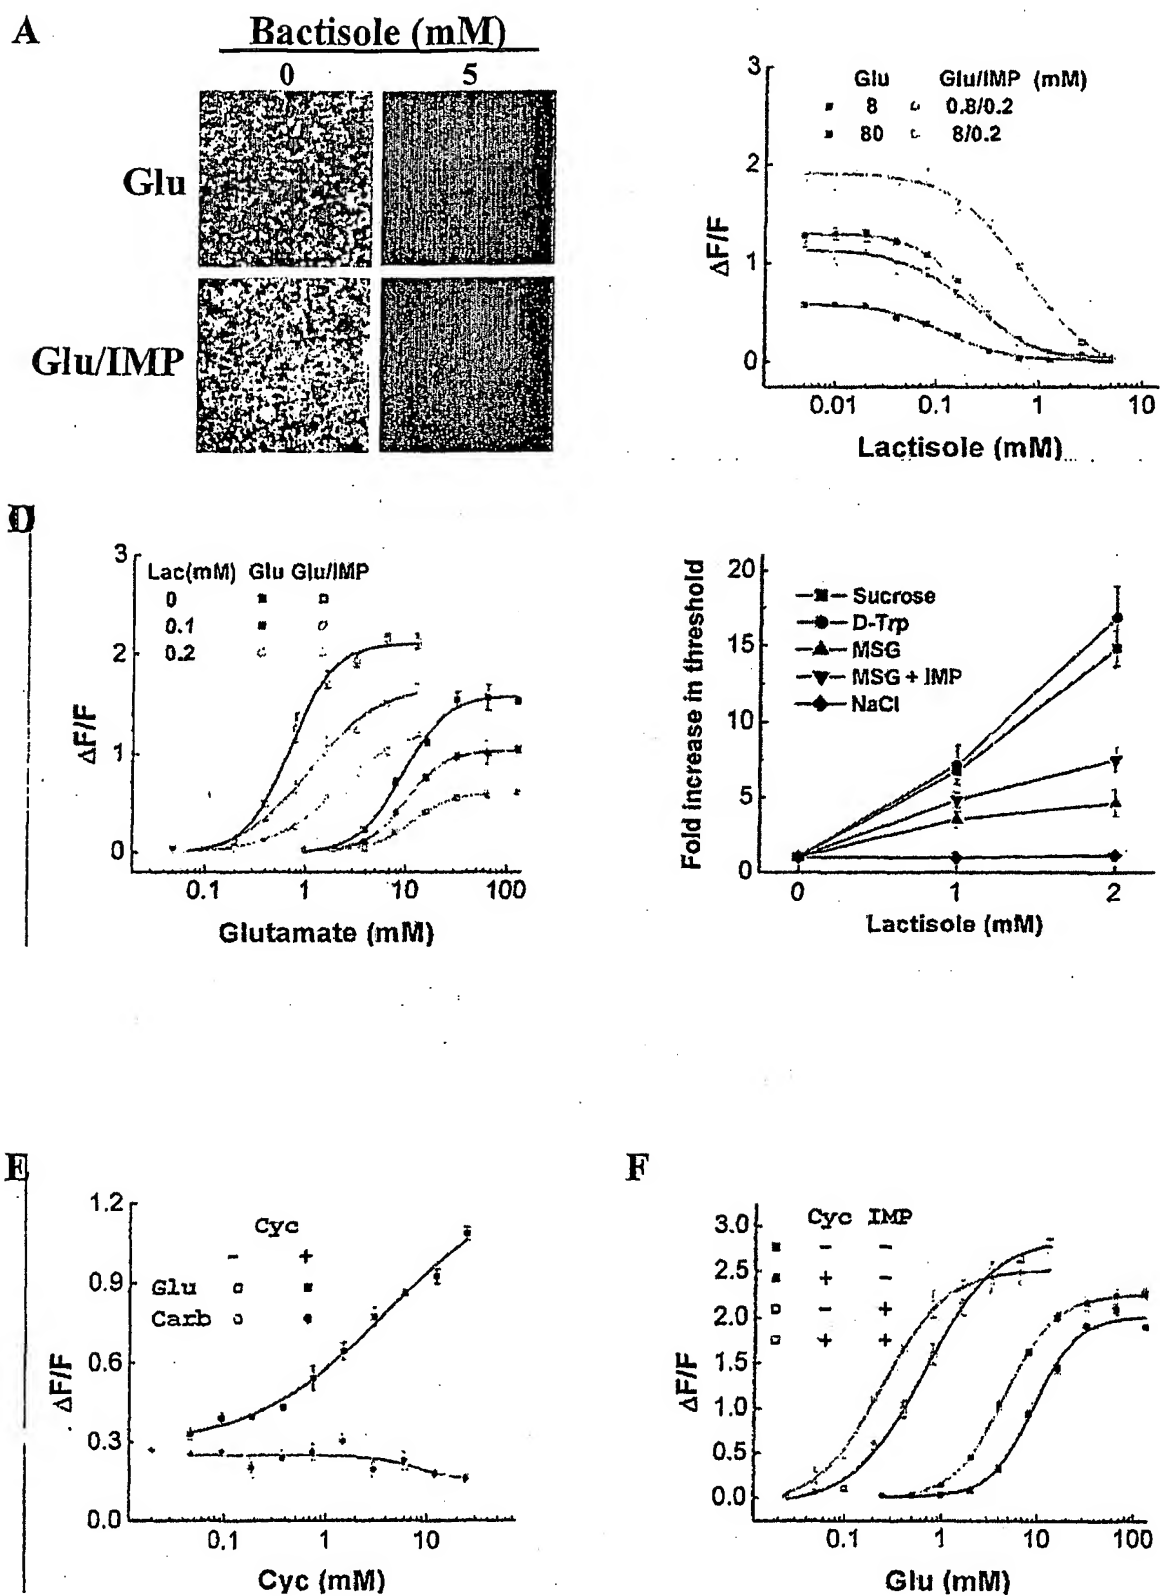 A
Bactisole (mM)
0 5
Glu
Glu/IMP
Glu Glu/IMP (mM)
8 0.8/0.2
80 8/0.2
3
2
1
0
ΔF/F
0.01 0.1 1 10
Lactisole (mM)
D
Lac(mM) Glu Glu/IMP
0
0.1
0.2
3
2
1
0
ΔF/F
0.1 1 10 100
Glutamate (mM)
Sucrose
D-Trp
MSG
MSG + IMP
NaCl
20
15
10
5
0
Fold increase in threshold
0 1 2
Lactisole (mM)
E
Cyc
- +
Glu
Carb
1.2
0.9
0.6
0.3
0.0
ΔF/F
0.1 1 10
Cyc (mM)
F
Cyc IMP
- -
+ -
- +
+ +
3.0
2.5
2.0
1.5
1.0
0.5
0.0
ΔF/F
0.1 1 10 100
Glu (mM)